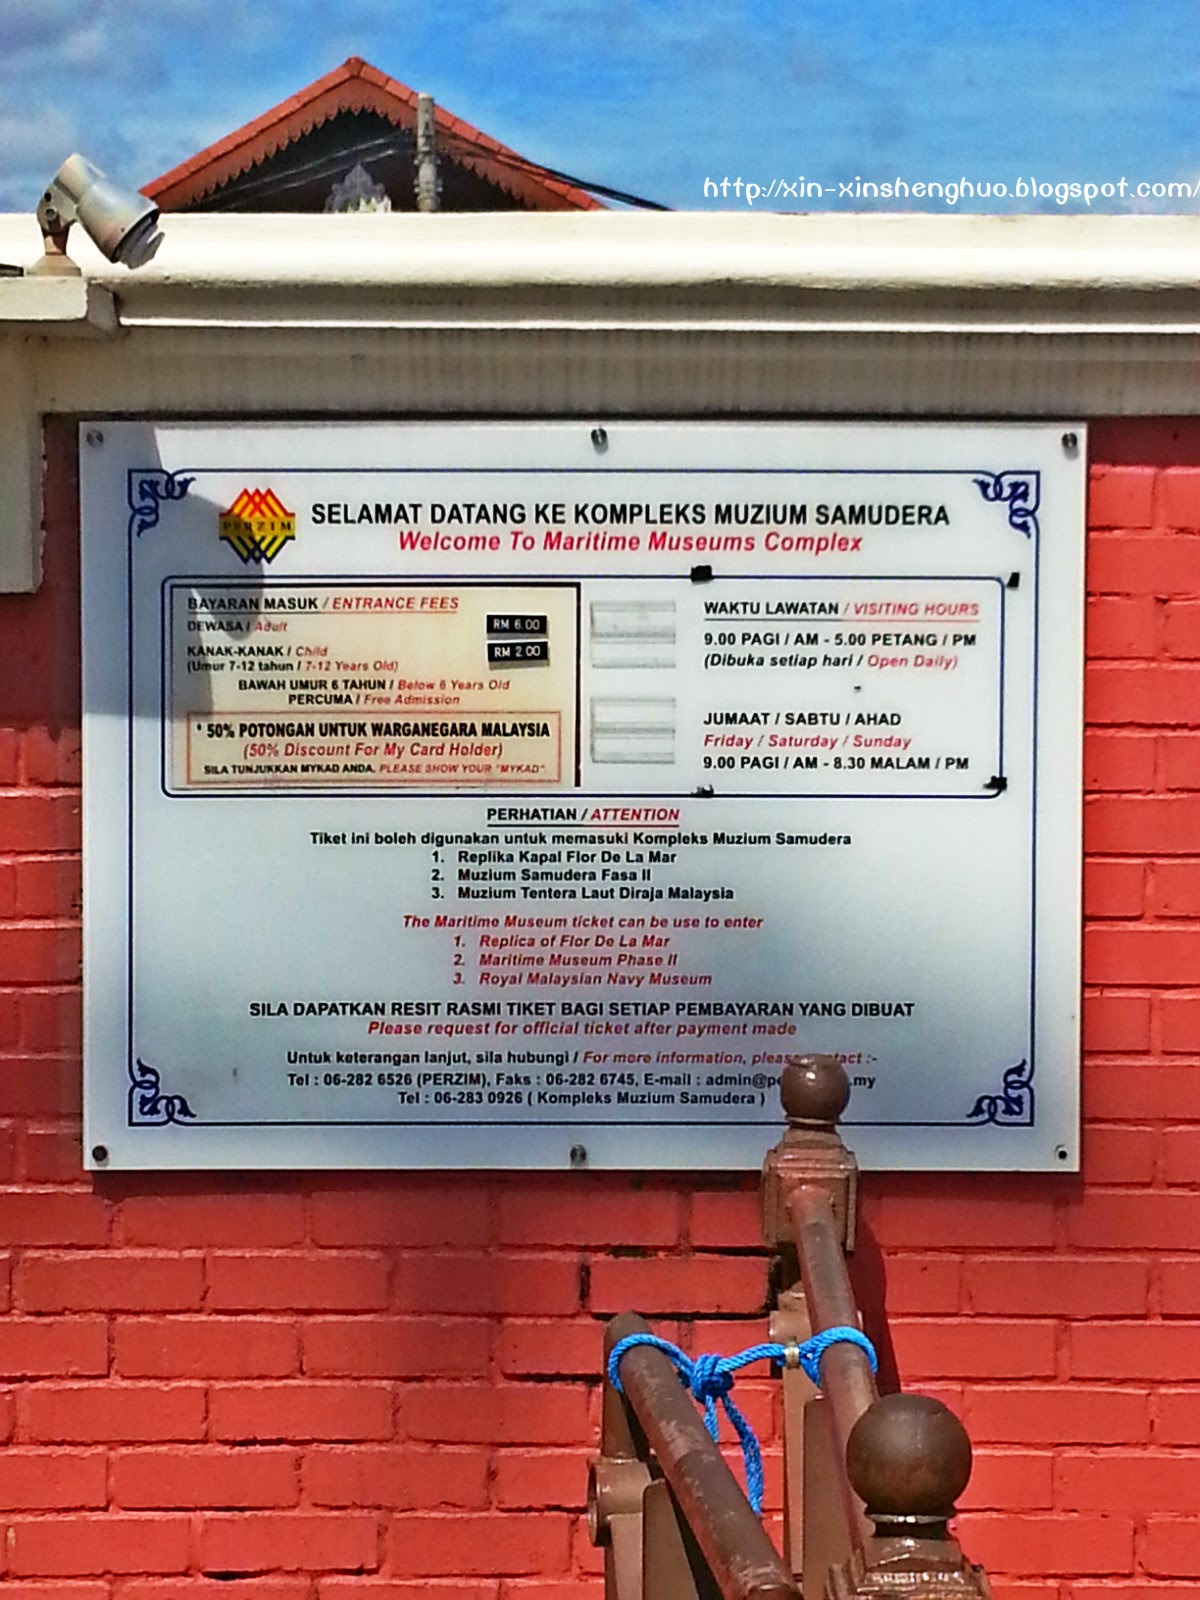 http://xin-xinshenghuo.blogspot.com/
PERZIM
SELAMAT DATANG KE KOMPLEKS MUZIUM SAMUDERA
Welcome To Maritime Museums Complex
BAYARAN MASUK / ENTRANCE FEES
DEWASA / Adult RM 6.00
KANAK-KANAK / Child RM 2.00
(Umur 7-12 tahun / 7-12 Years Old)
BAWAH UMUR 6 TAHUN / Below 6 Years Old
PERCUMA / Free Admission
* 50% POTONGAN UNTUK WARGANEGARA MALAYSIA
(50% Discount For My Card Holder)
SILA TUNJUKKAN MYKAD ANDA. PLEASE SHOW YOUR "MYKAD".
WAKTU LAWATAN / VISITING HOURS
9.00 PAGI / AM - 5.00 PETANG / PM
(Dibuka setiap hari / Open Daily)
JUMAAT / SABTU / AHAD
Friday / Saturday / Sunday
9.00 PAGI / AM - 8.30 MALAM / PM
PERHATIAN / ATTENTION
Tiket ini boleh digunakan untuk memasuki Kompleks Muzium Samudera
1. Replika Kapal Flor De La Mar
2. Muzium Samudera Fasa II
3. Muzium Tentera Laut Diraja Malaysia
The Maritime Museum ticket can be use to enter
1. Replica of Flor De La Mar
2. Maritime Museum Phase II
3. Royal Malaysian Navy Museum
SILA DAPATKAN RESIT RASMI TIKET BAGI SETIAP PEMBAYARAN YANG DIBUAT
Please request for official ticket after payment made
Untuk keterangan lanjut, sila hubungi / For more information, :-
Tel : 06-282 6526 (PERZIM), Faks : 06-282 6745, E-mail : admin@p .my
Tel : 06-283 0926 ( Kompleks Muzium Samudera )